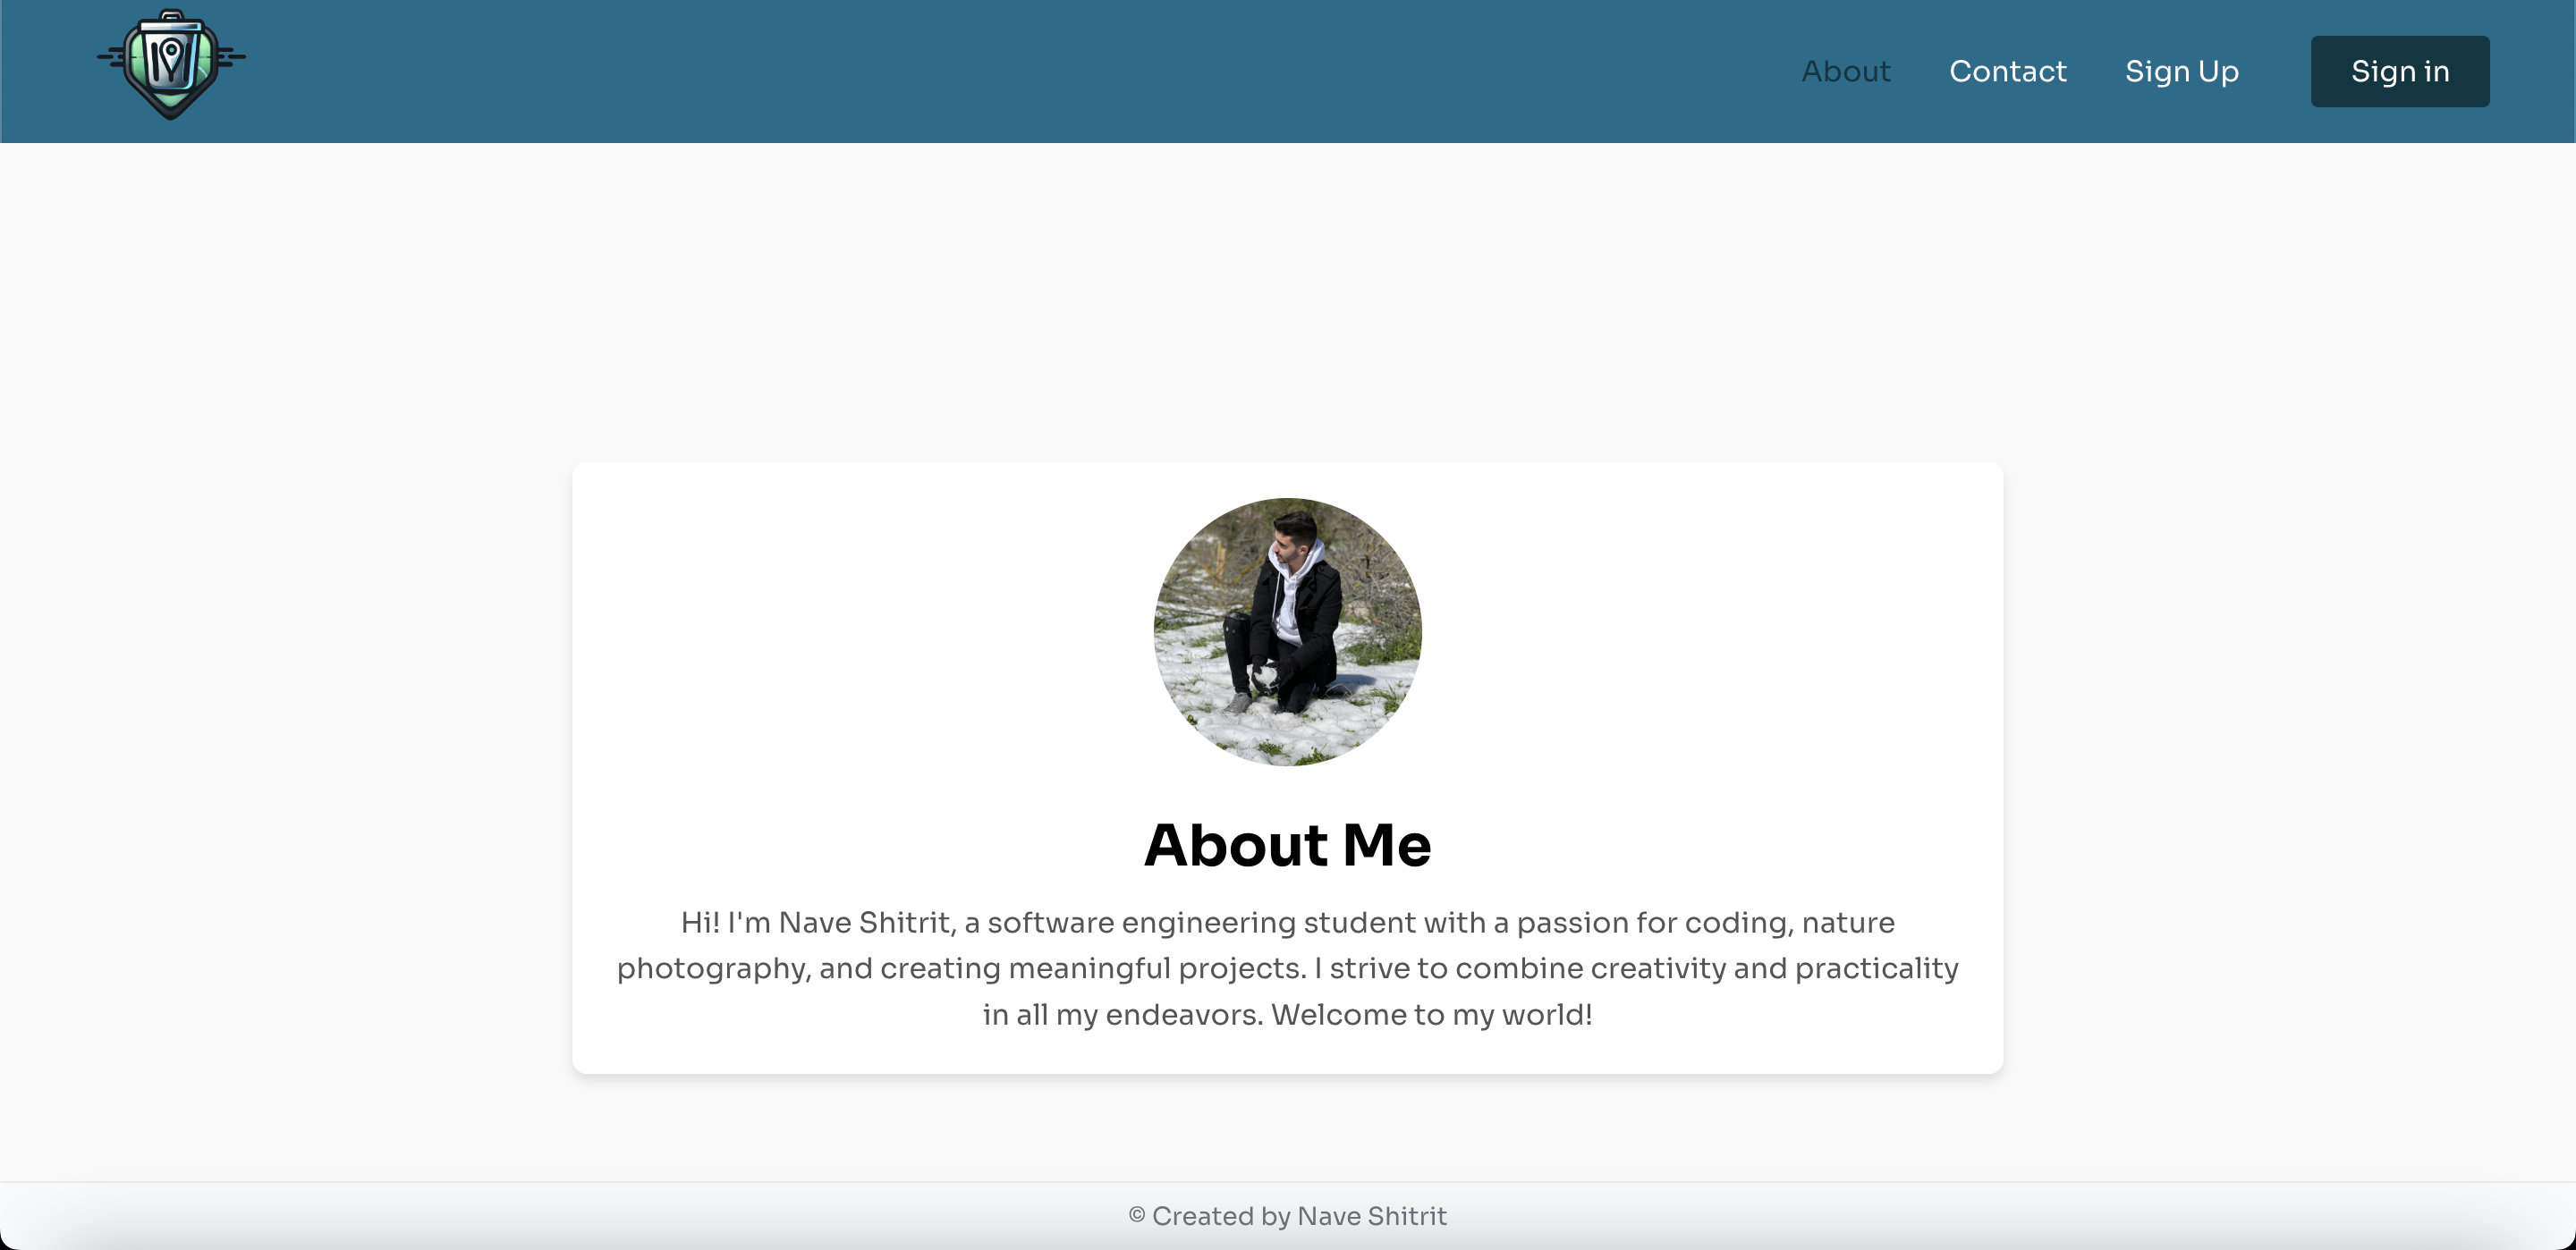 About
Contact
Sign Up
Sign in
About Me
Hi! I'm Nave Shitrit, a software engineering student with a passion for coding, nature
photography, and creating meaningful projects. I strive to combine creativity and practicality
in all my endeavors. Welcome to my world!
© Created by Nave Shitrit